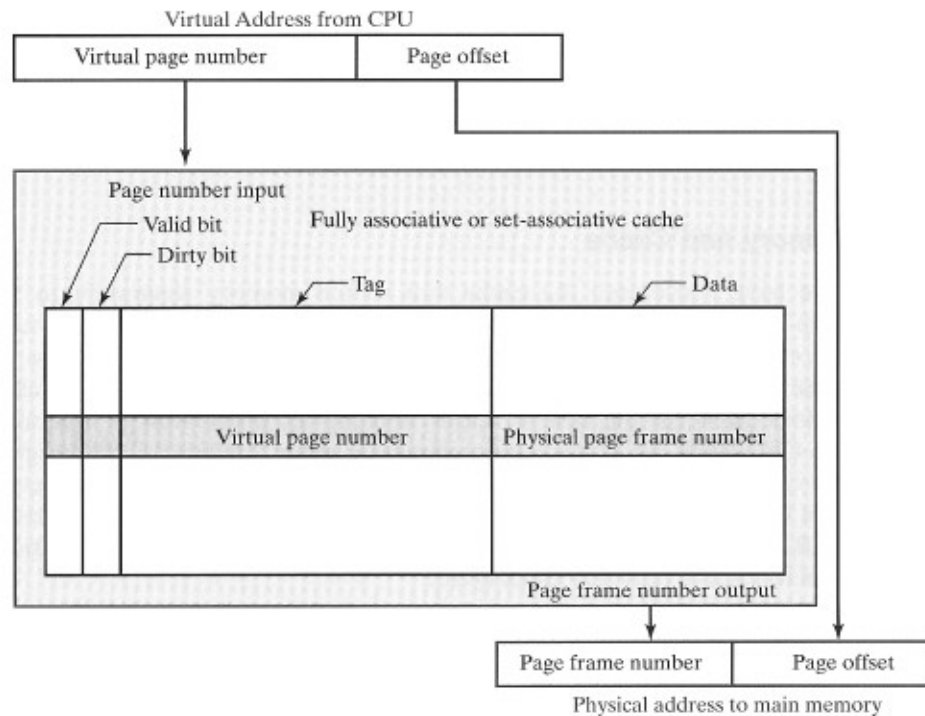 Virtual Address from CPU
Virtual page number
Page offset
Page number input
Valid bit
Fully associative or set-associative cache
Dirty bit
Tag
Data
Virtual page number
Physical page frame number
Page frame number output
Page frame number
Page offset
Physical address to main memory